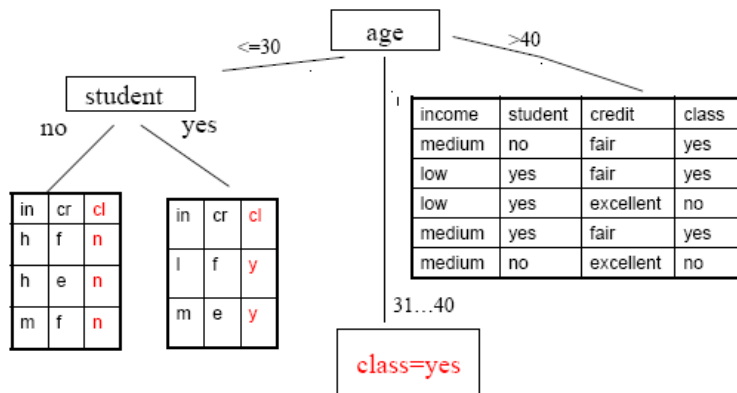 age
<=30
>40
student
no
yes
income student credit class
medium no fair yes
low yes fair yes
low yes excellent no
medium yes fair yes
medium no excellent no
in cr cl
h f n
h e n
m f n
in cr cl
l f y
m e y
31...40
class=yes